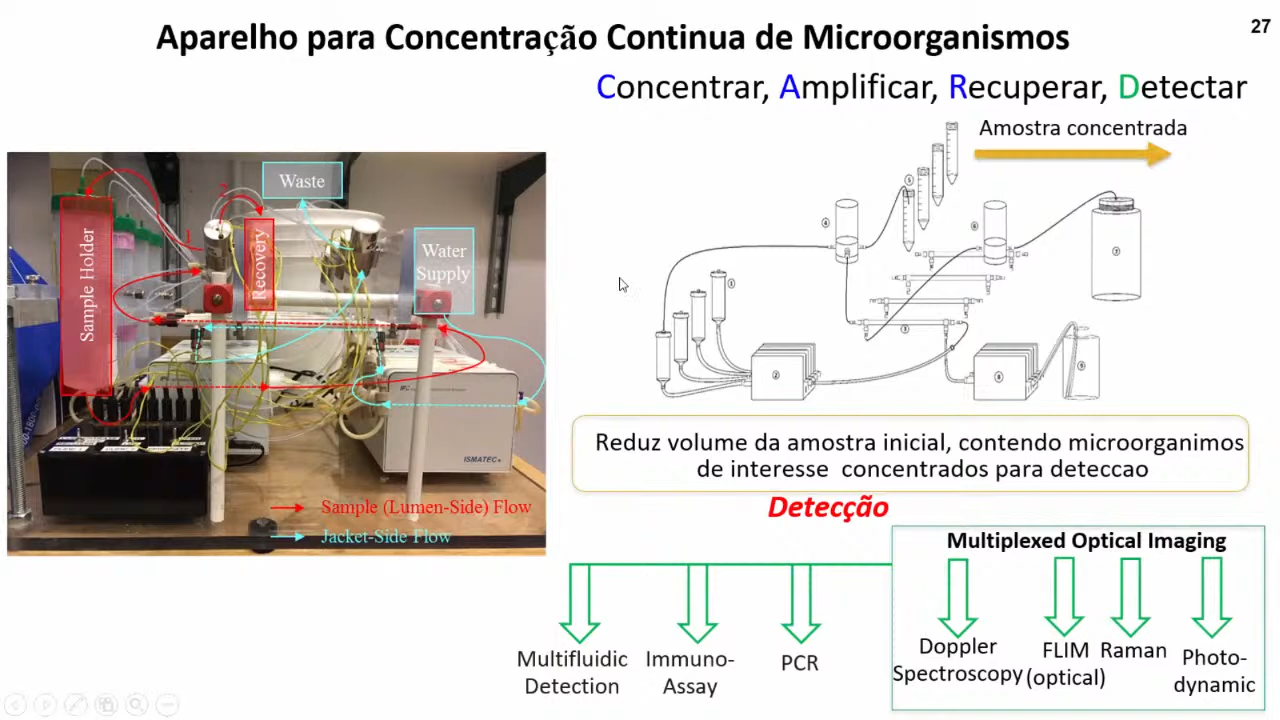 27
Aparelho para Concentração Continua de Microorganismos
Concentrar, Amplificar, Recuperar, Detectar
Amostra concentrada
Waste
Sample Holder
Recovery
Water
Supply
1
2
ISMATEC
Sample (Lumen-Side) Flow
Jacket-Side Flow
Reduz volume da amostra inicial, contendo microorganimos
de interesse concentrados para deteccao
Detecção
Multiplexed Optical Imaging
Multifluidic
Detection
Immuno-
Assay
PCR
Doppler
Spectroscopy
FLIM
(optical)
Raman
Photo-
dynamic